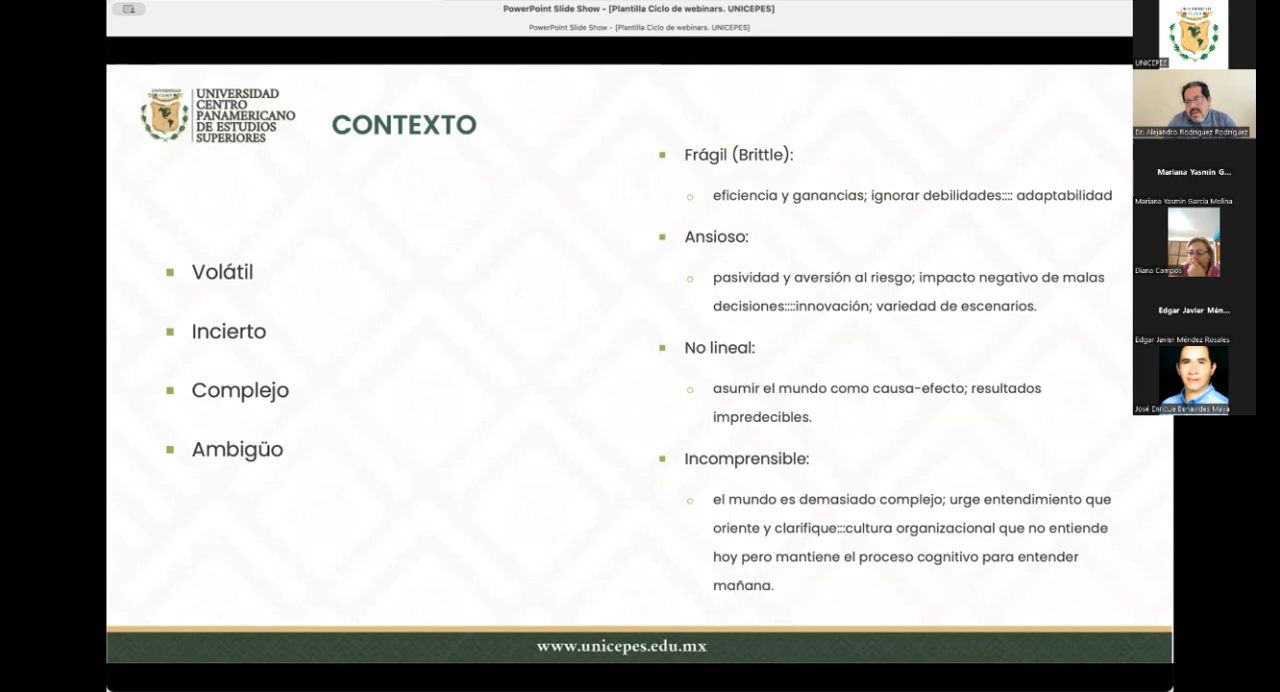 PowerPoint Slide Show - [Plantilla Ciclo de webinars. UNICEPES]
PowerPoint Slide Show - [Plantilla Ciclo de webinars. UNICEPES]
UNIVERSIDAD
CENTRO
PANAMERICANO
DE ESTUDIOS
SUPERIORES
CONTEXTO
Volátil
Incierto
Complejo
Ambigüo
Frágil (Brittle):
eficiencia y ganancias; ignorar debilidades:::: adaptabilidad
Ansioso:
pasividad y aversión al riesgo; impacto negativo de malas
decisiones::::innovación; variedad de escenarios.
No lineal:
asumir el mundo como causa-efecto; resultados
impredecibles.
Incomprensible:
el mundo es demasiado complejo; urge entendimiento que
oriente y clarifique:::cultura organizacional que no entiende
hoy pero mantiene el proceso cognitivo para entender
mañana.
www.unicepes.edu.mx
UNICEPES
Dr. Alejandro Rodríguez Rodríguez
Mariana Yasmin G...
Mariana Yasmin García Molina
Diana Campos
Edgar Javier Mén...
Edgar Javier Méndez Rosales
José Enrique Benavides Maya